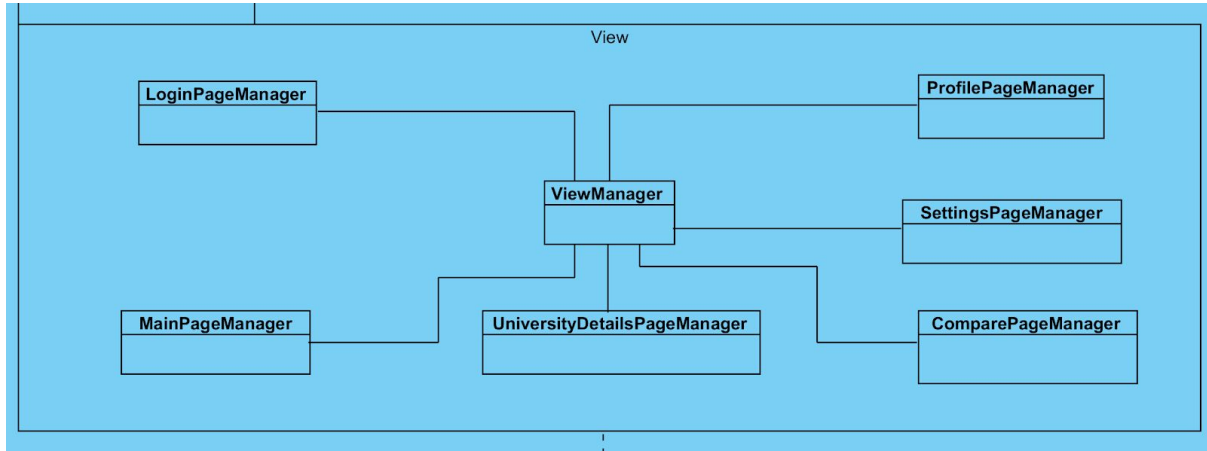 View
LoginPageManager
ProfilePageManager
ViewManager
SettingsPageManager
MainPageManager
UniversityDetailsPageManager
ComparePageManager